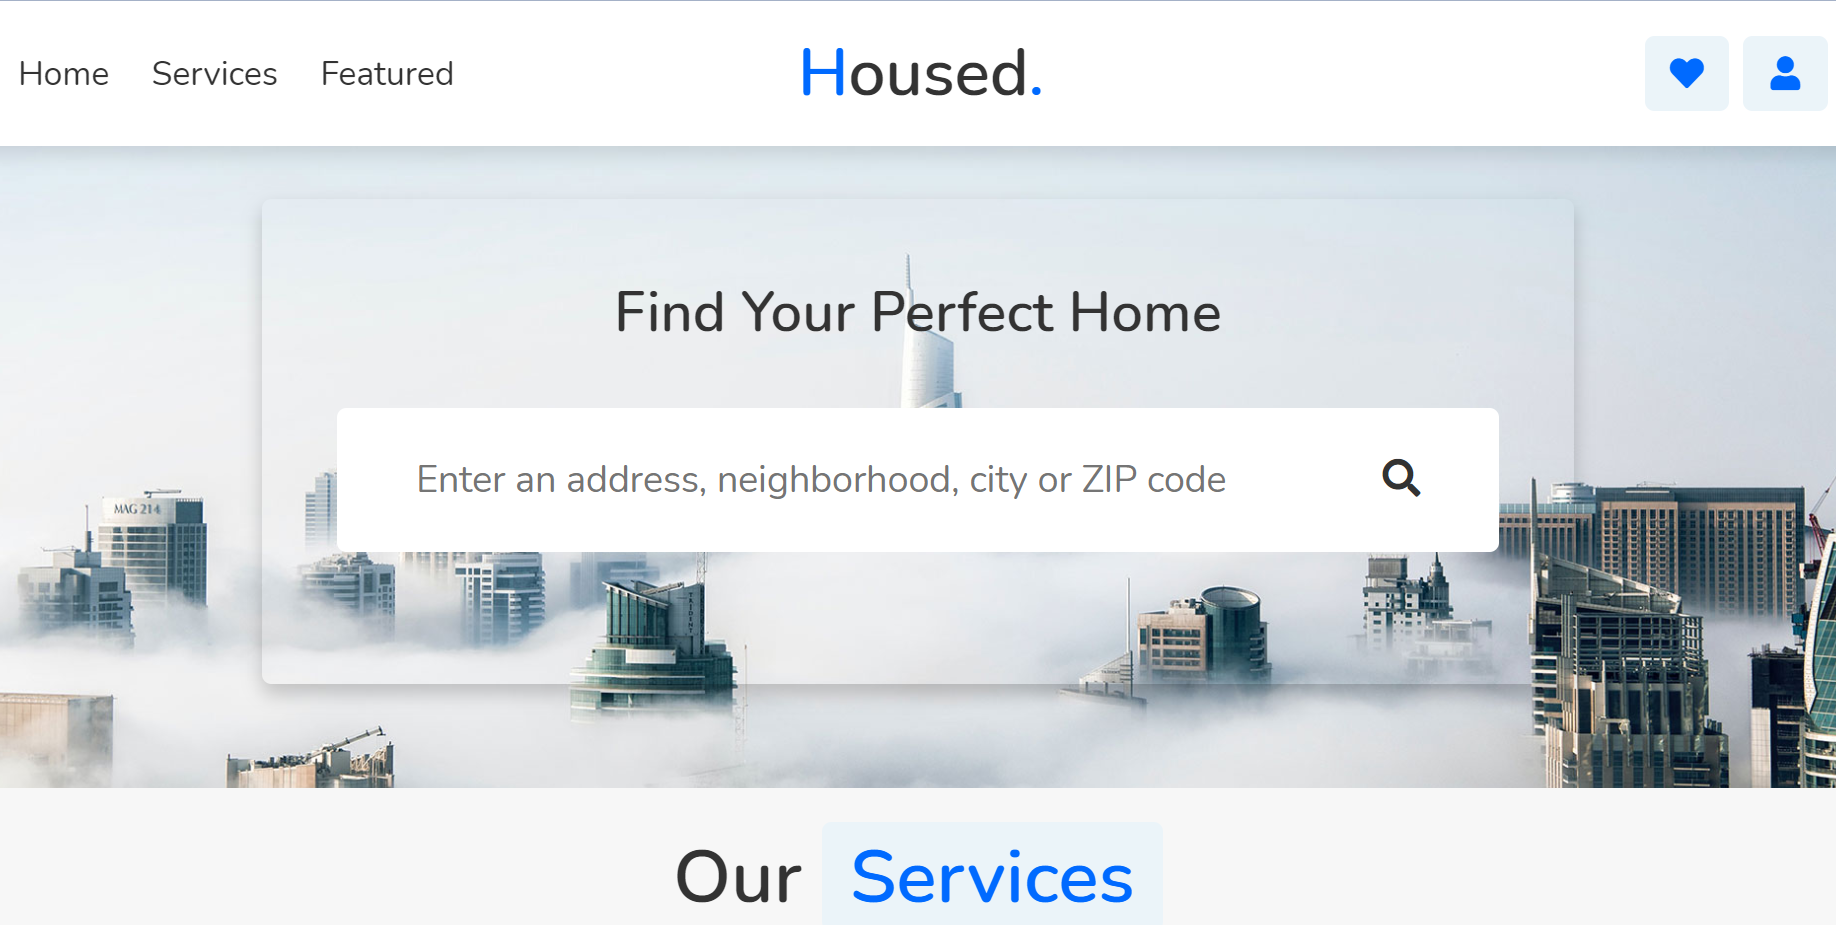 Home Services Featured
Housed.
Find Your Perfect Home
Enter an address, neighborhood, city or ZIP code
MAG 214
TRIDENT
Our Services